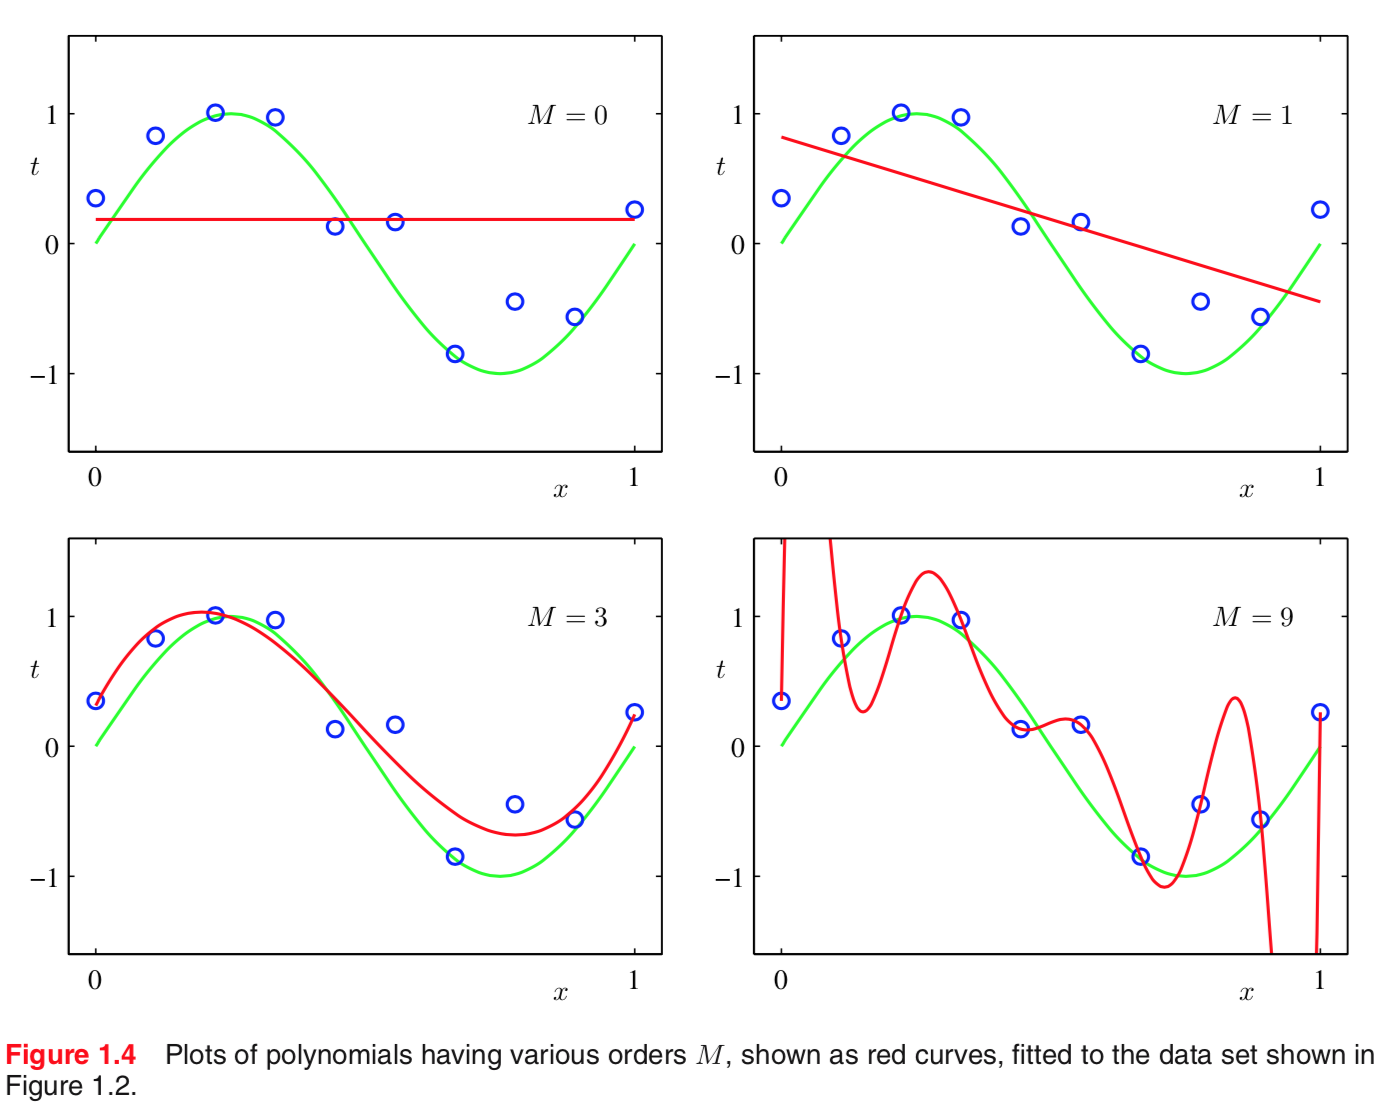 M = 0
1
t
0
−1
0
x
1
M = 1
1
t
0
−1
0
x
1
M = 3
1
t
0
−1
0
x
1
M = 9
1
t
0
−1
0
x
1
Figure 1.4 Plots of polynomials having various orders M, shown as red curves, fitted to the data set shown in
Figure 1.2.